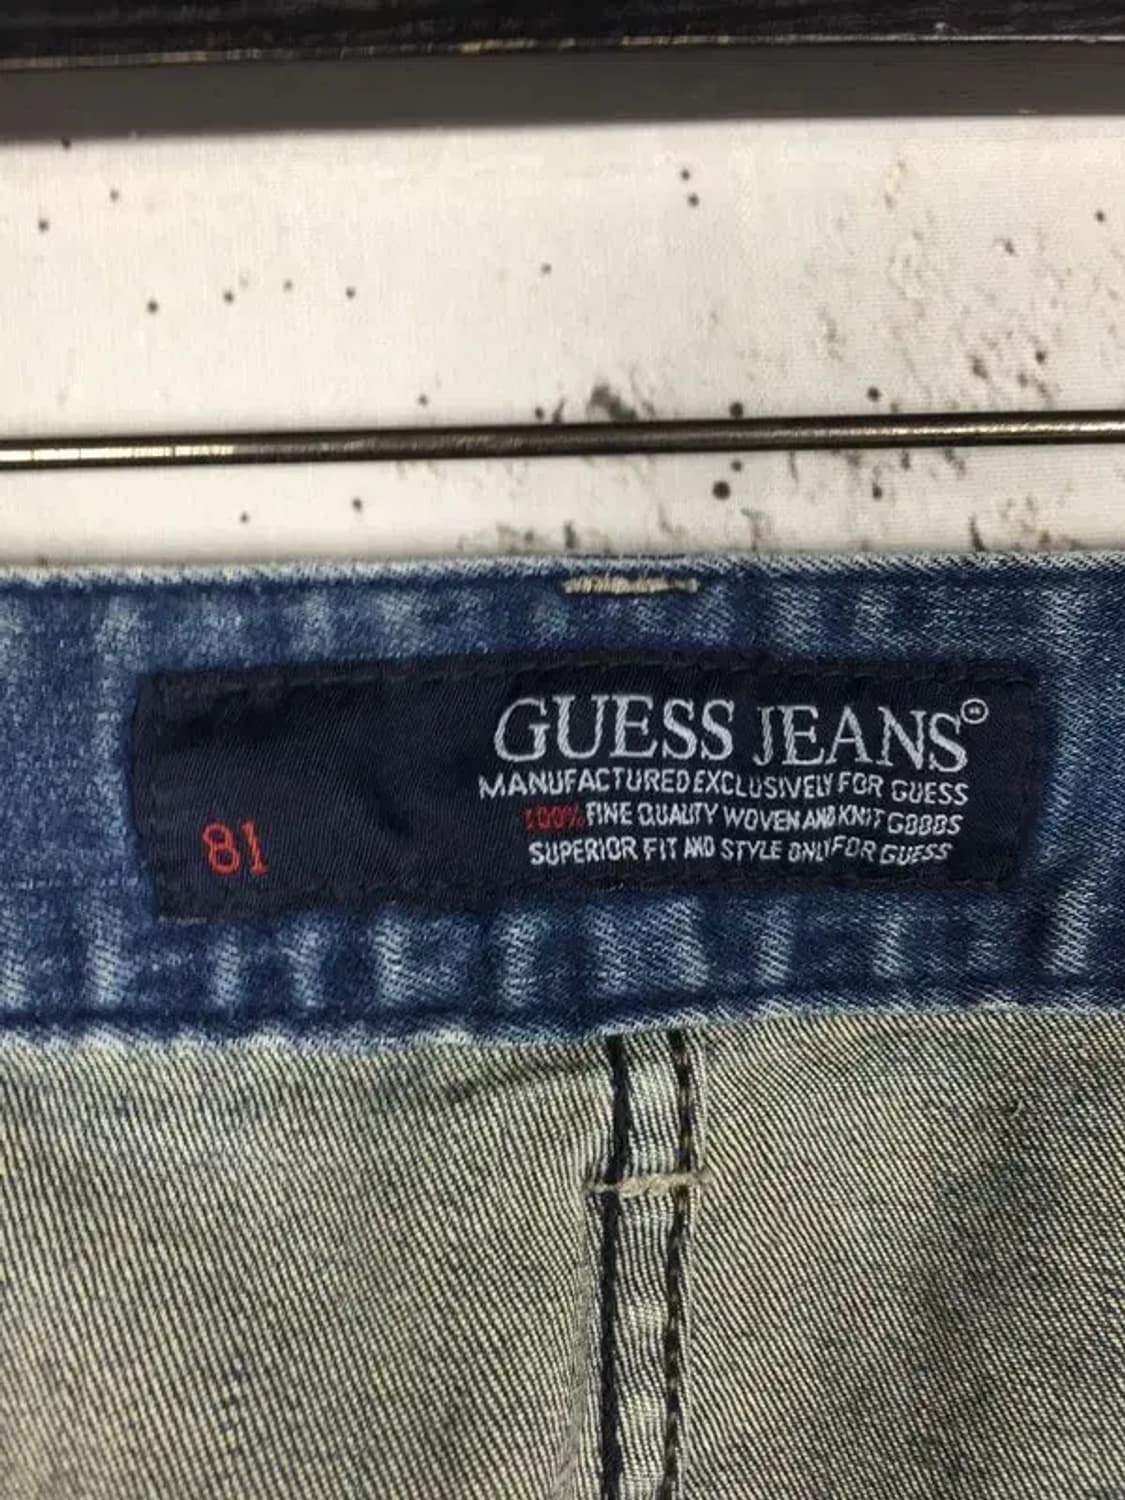 GUESS JEANS®
MANUFACTURED EXCLUSIVELY FOR GUESS
100% FINE QUALITY WOVEN AND KNIT GOODS
SUPERIOR FIT AND STYLE ONLY FOR GUESS
81